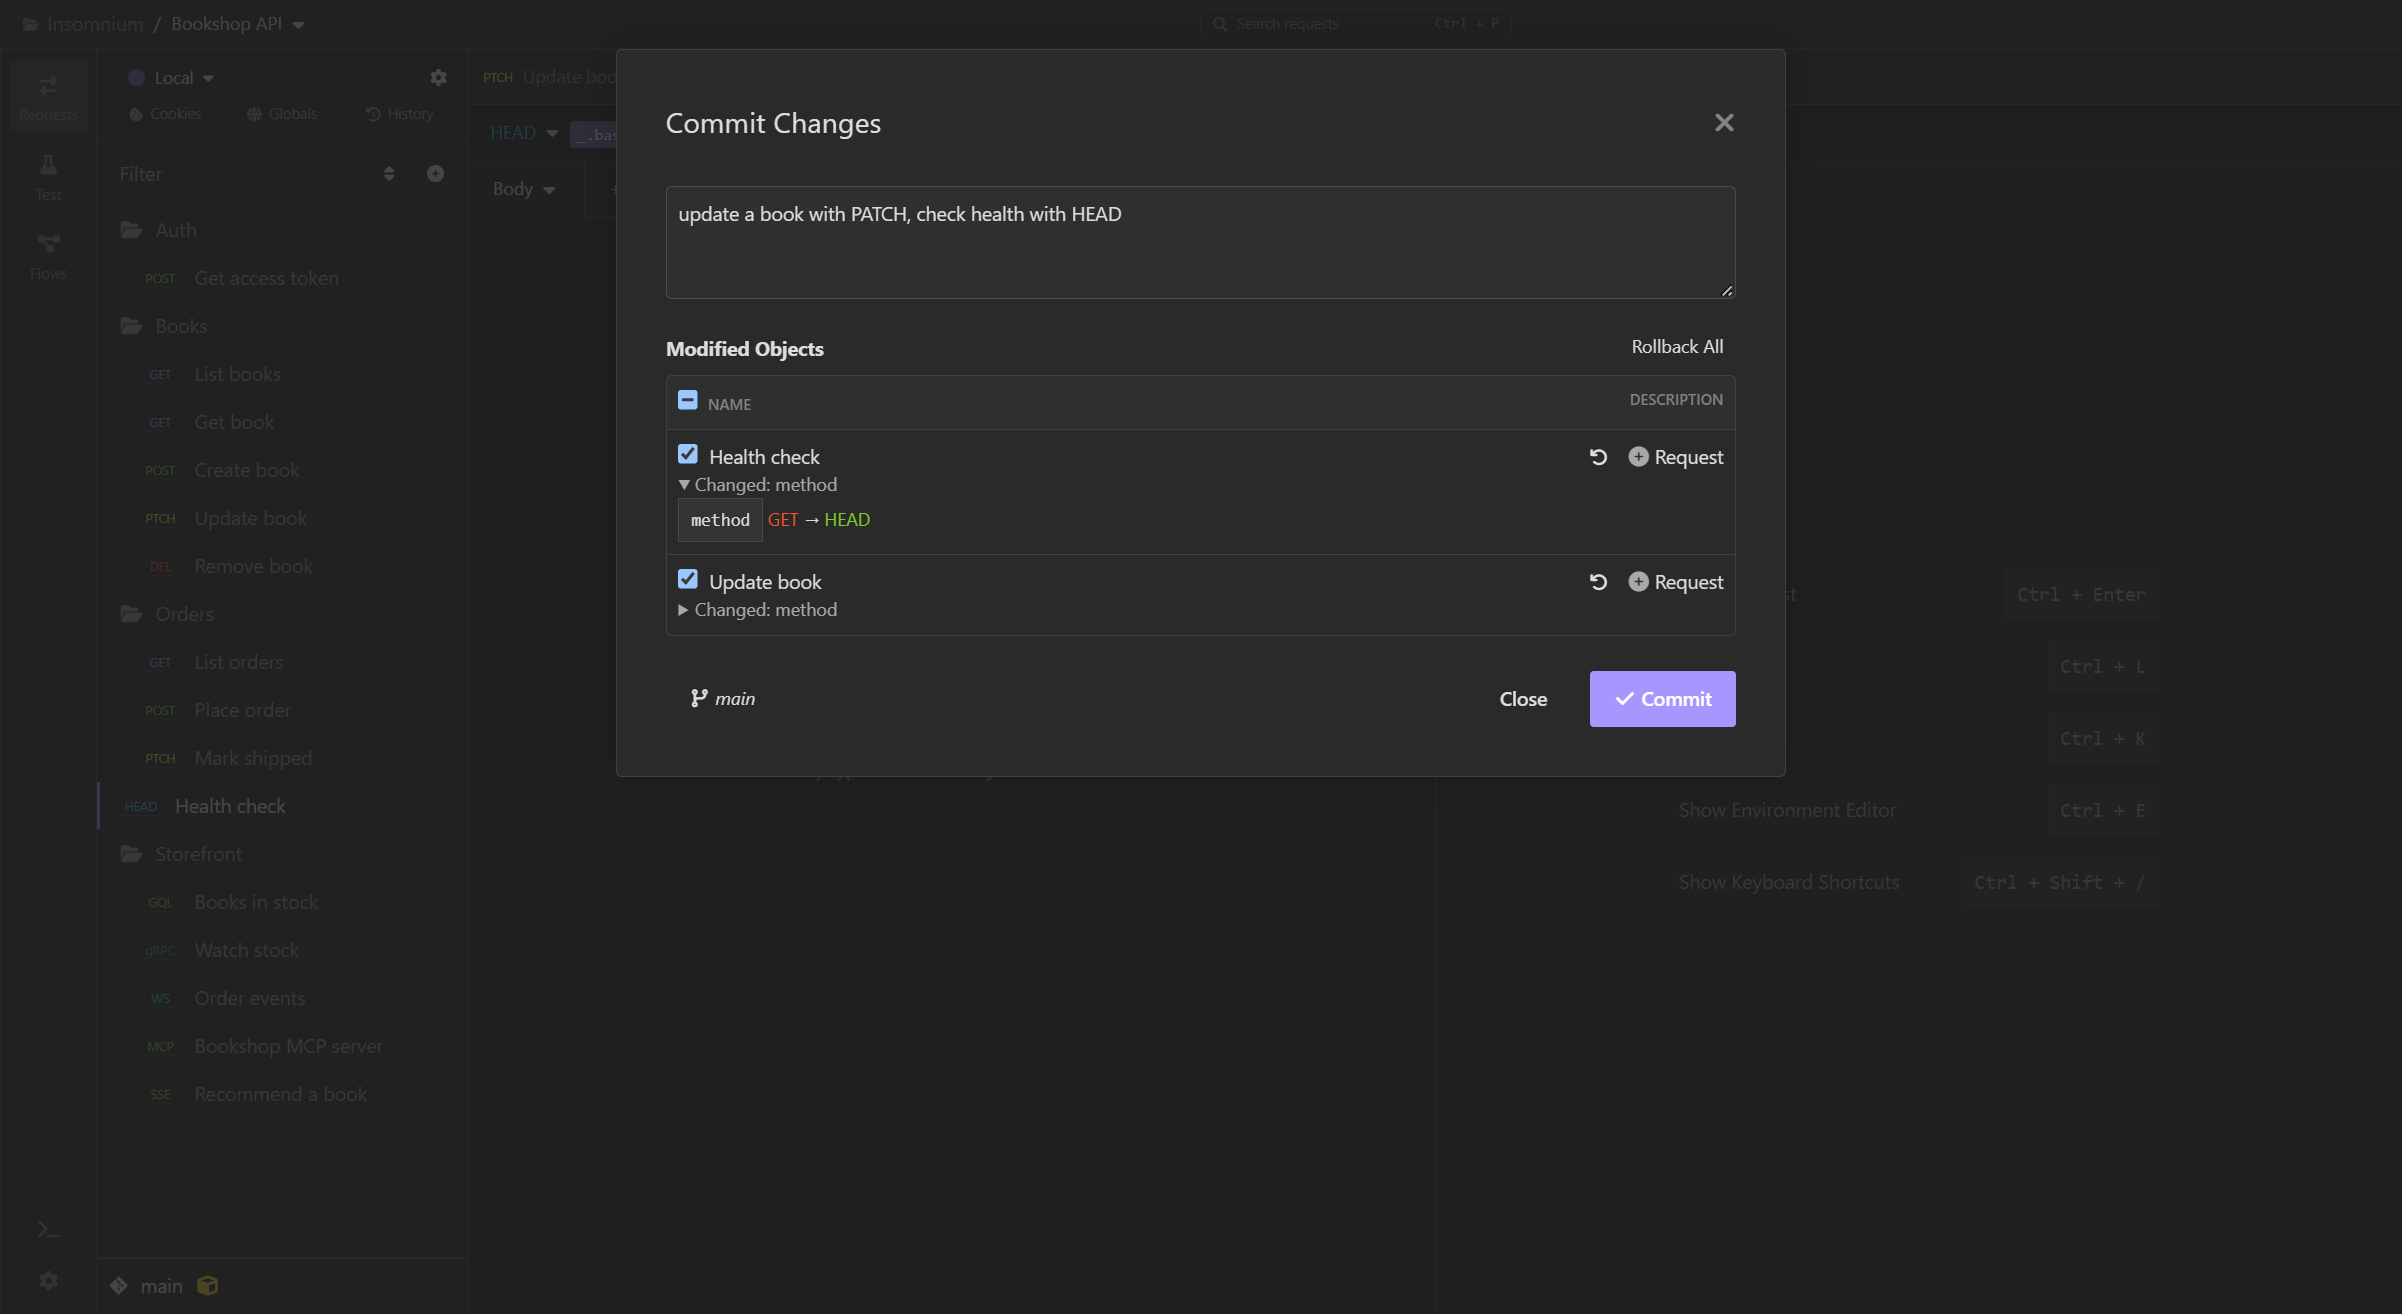 Insomnium / Bookshop API
Search requests Ctrl + P
Requests
Test
Flows
Local
Cookies Globals History
Filter
Auth
POST Get access token
Books
GET List books
GET Get book
POST Create book
PTCH Update book
DEL Remove book
Orders
GET List orders
POST Place order
PTCH Mark shipped
HEAD Health check
Storefront
GQL Books in stock
gRPC Watch stock
WS Order events
MCP Bookshop MCP server
SSE Recommend a book
main
PTCH Update boo
HEAD _.bas
Body
Commit Changes
update a book with PATCH, check health with HEAD
Modified Objects Rollback All
NAME DESCRIPTION
Health check Request
Changed: method
method GET → HEAD
Update book Request
Changed: method
main Close Commit
Ctrl + Enter
Ctrl + L
Ctrl + K
Show Environment Editor Ctrl + E
Show Keyboard Shortcuts Ctrl + Shift + /